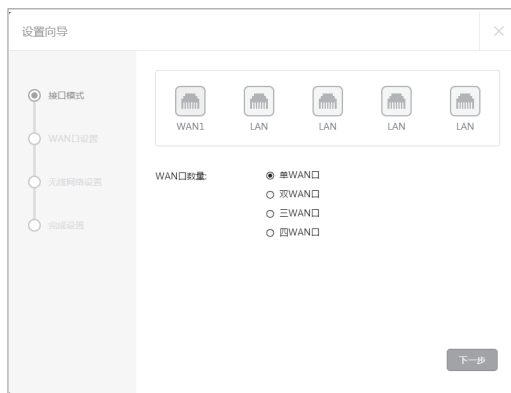 设置向导
接口模式
WAN口设置
无线网络设置
完成设置
WAN1 LAN LAN LAN LAN
WAN口数量:
单WAN口
双WAN口
三WAN口
四WAN口
下一步